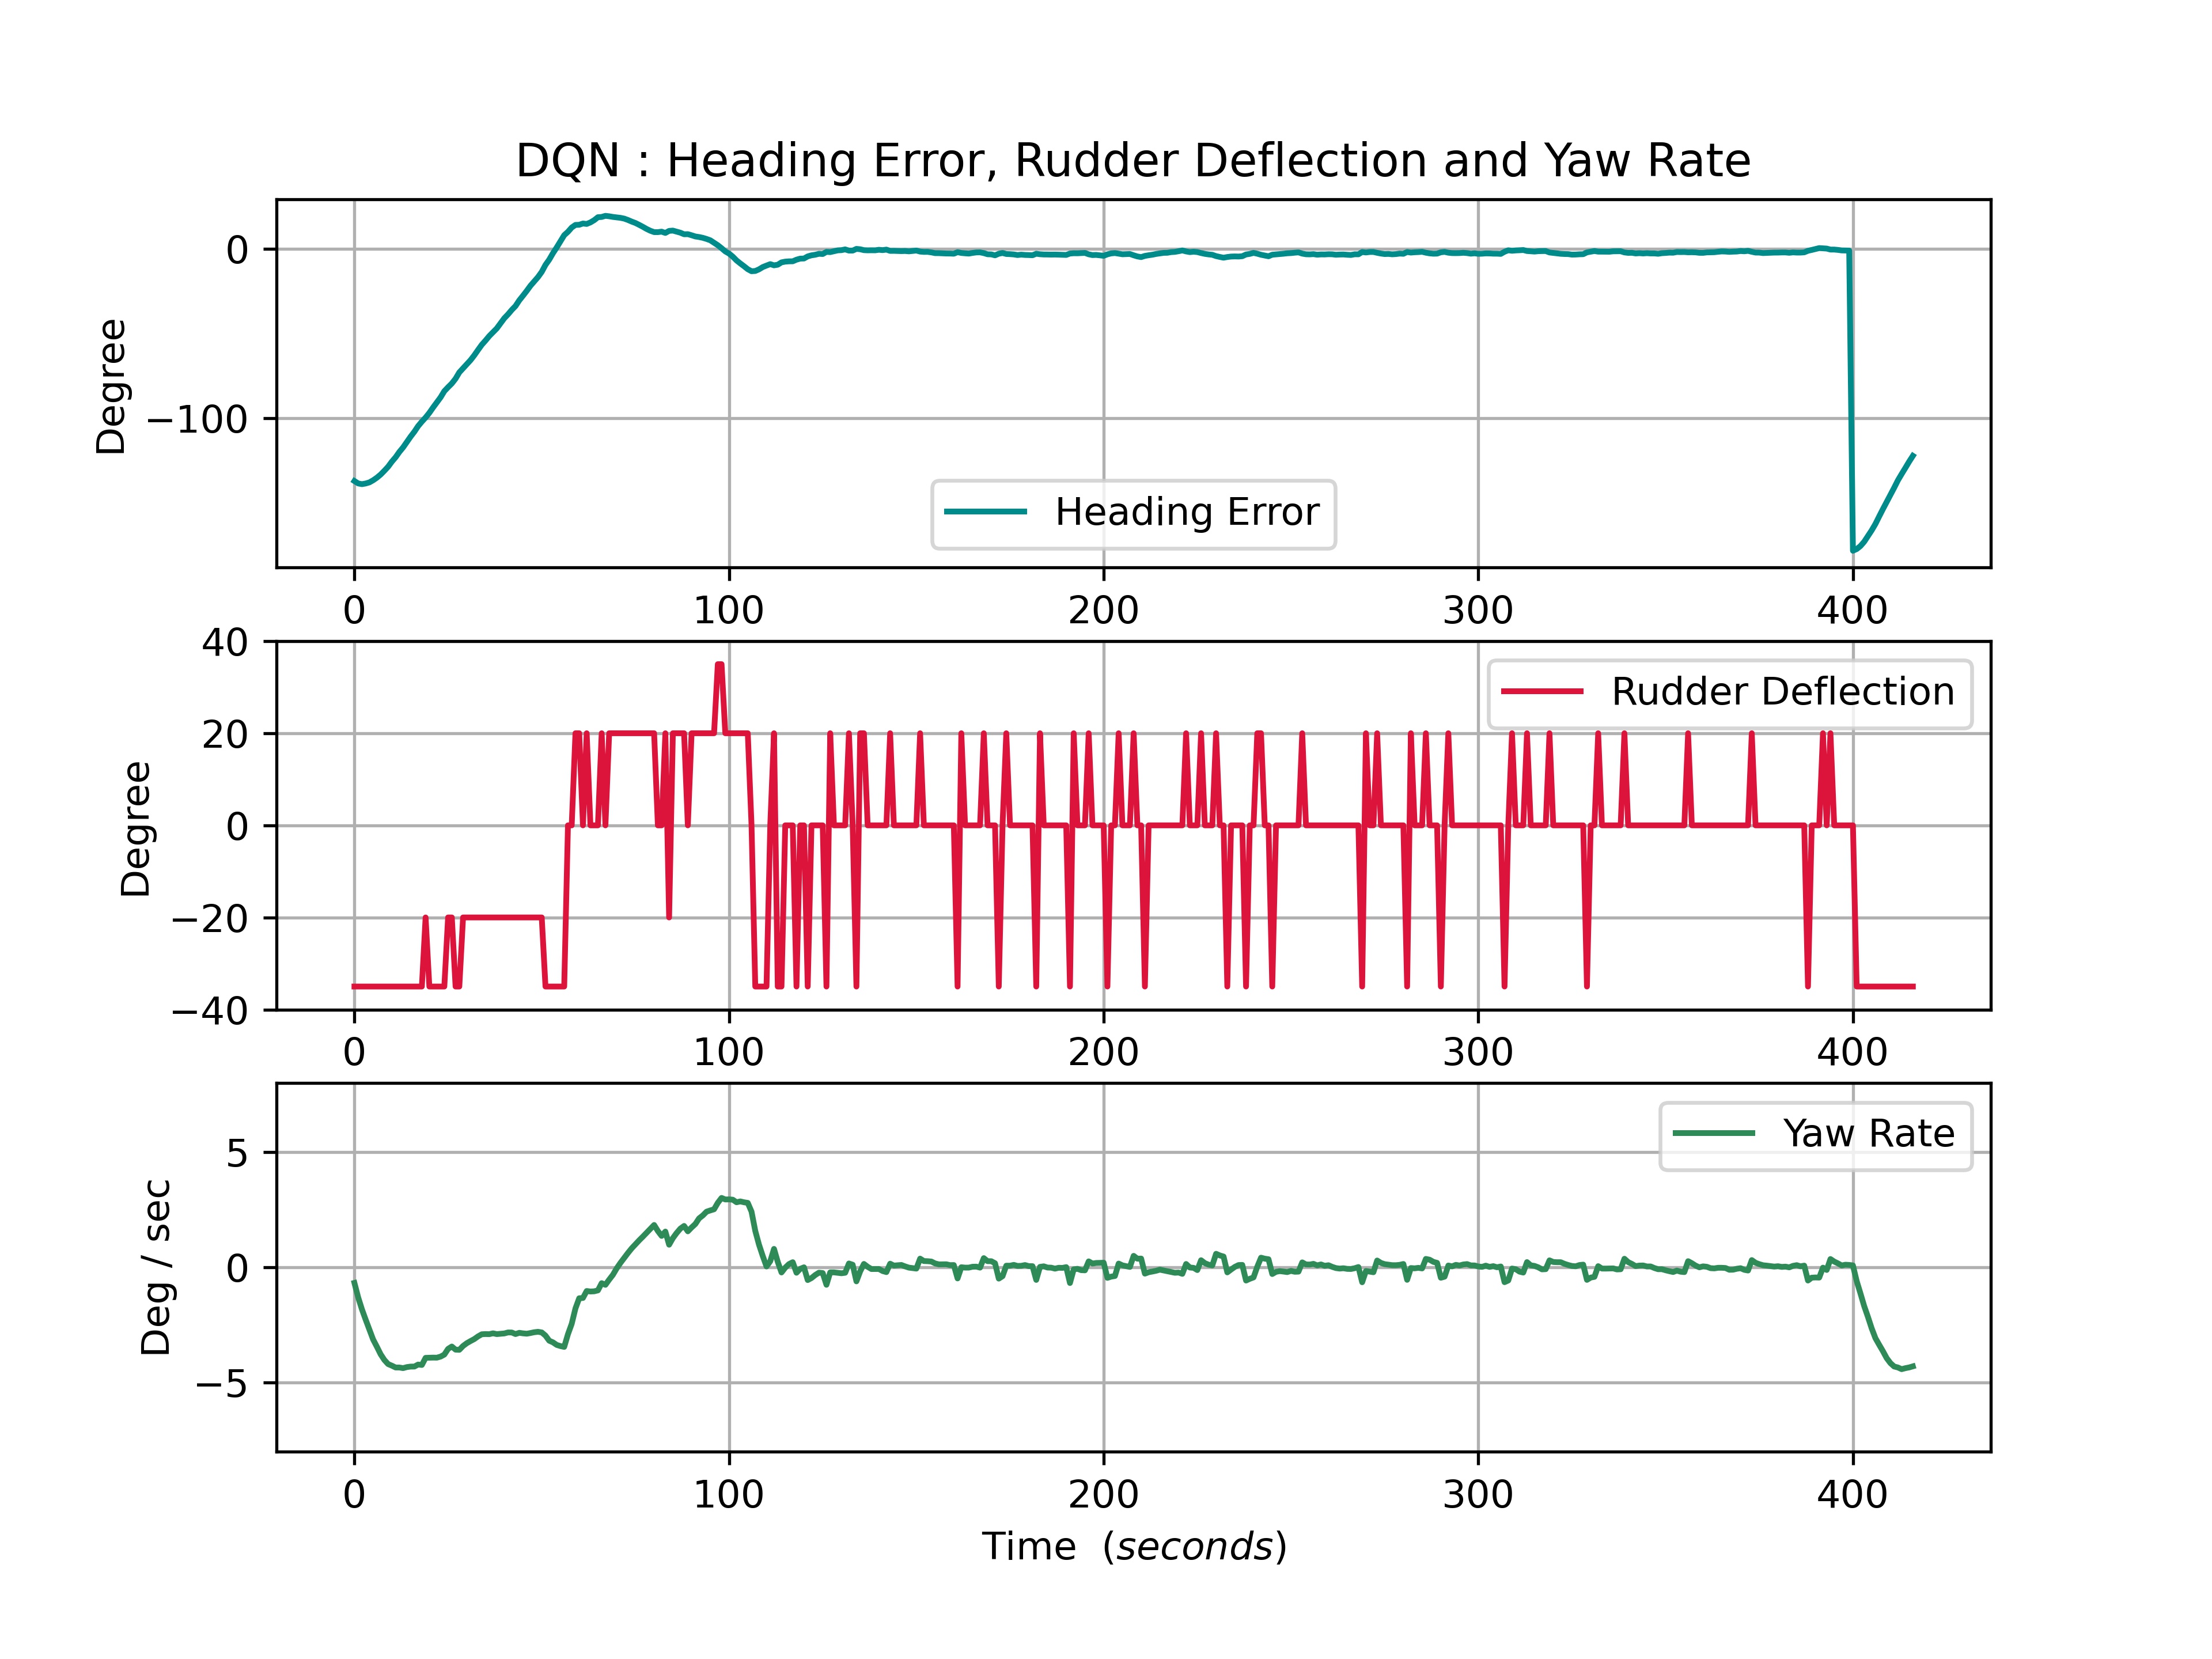 DQN : Heading Error, Rudder Deflection and Yaw Rate
0
−100
Degree
Heading Error
0 100 200 300 400
40
20
0
−20
−40
Degree
Rudder Deflection
0 100 200 300 400
5
0
−5
Deg / sec
Yaw Rate
0 100 200 300 400
Time (seconds)